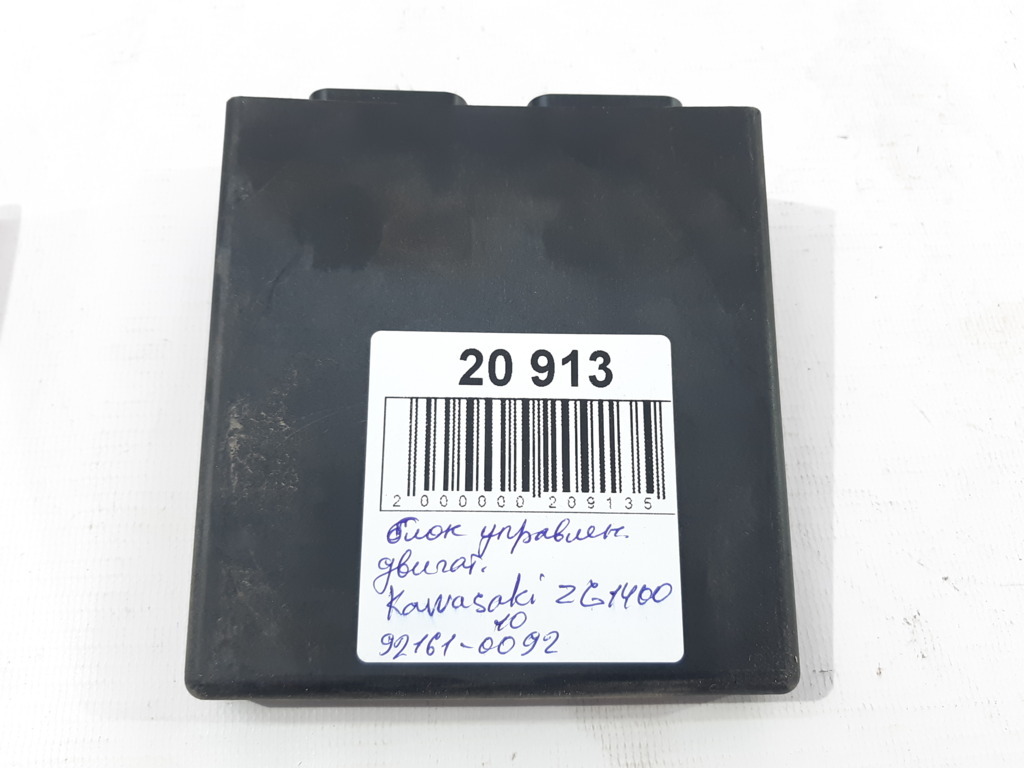 20 913
2 000000 209135
блок управлен.
двигат.
Kawasaki ZG1400
10
92161-0092